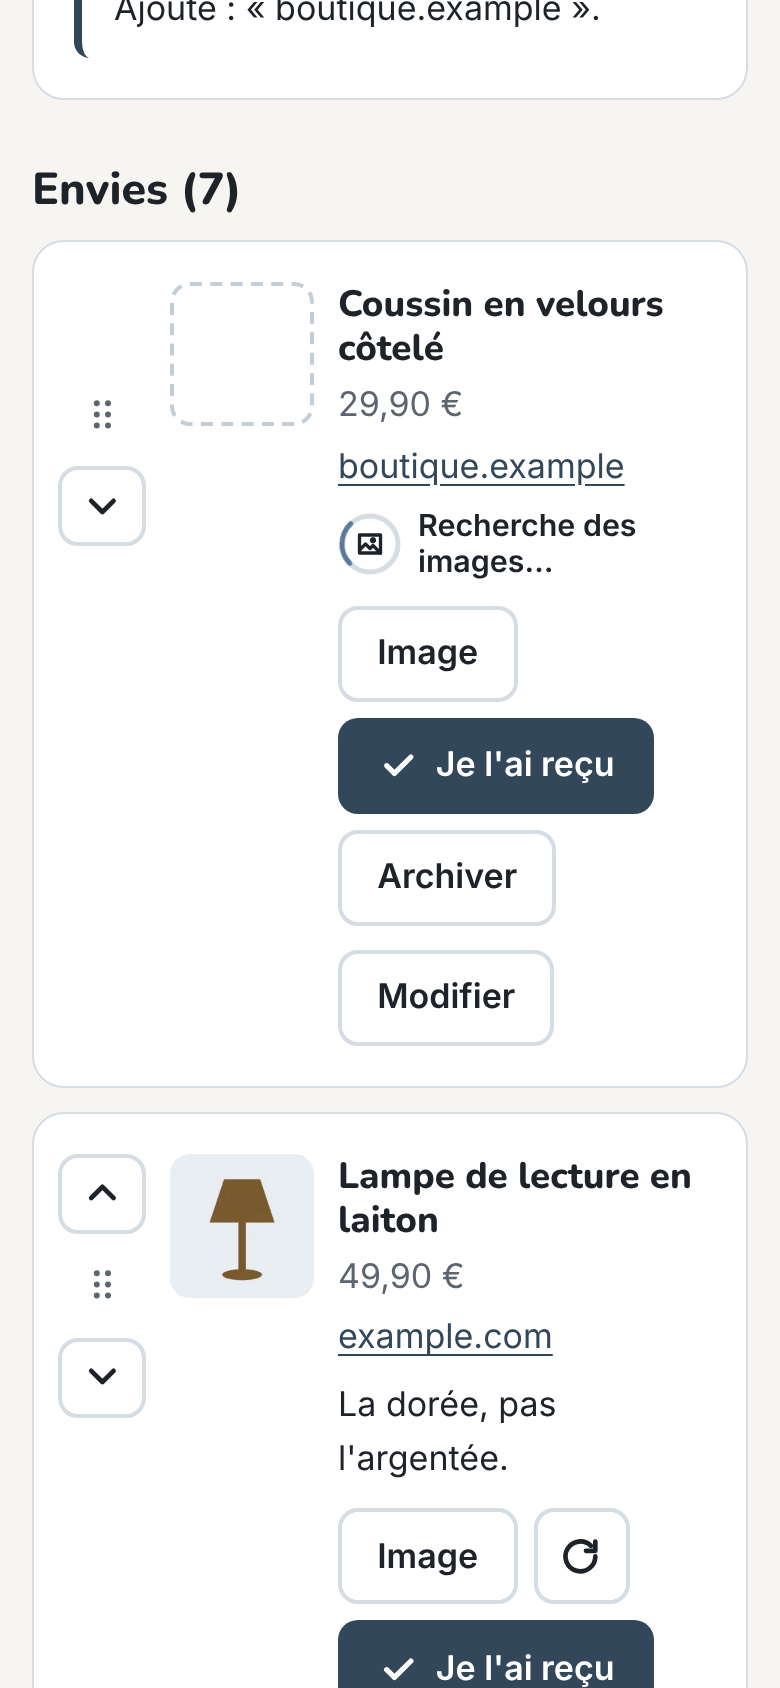 Ajouté : « boutique.example ».
Envies (7)
Coussin en velours
côtelé
29,90 €
boutique.example
Recherche des
images…
Image
Je l'ai reçu
Archiver
Modifier
Lampe de lecture en
laiton
49,90 €
example.com
La dorée, pas
l'argentée.
Image
Je l'ai reçu